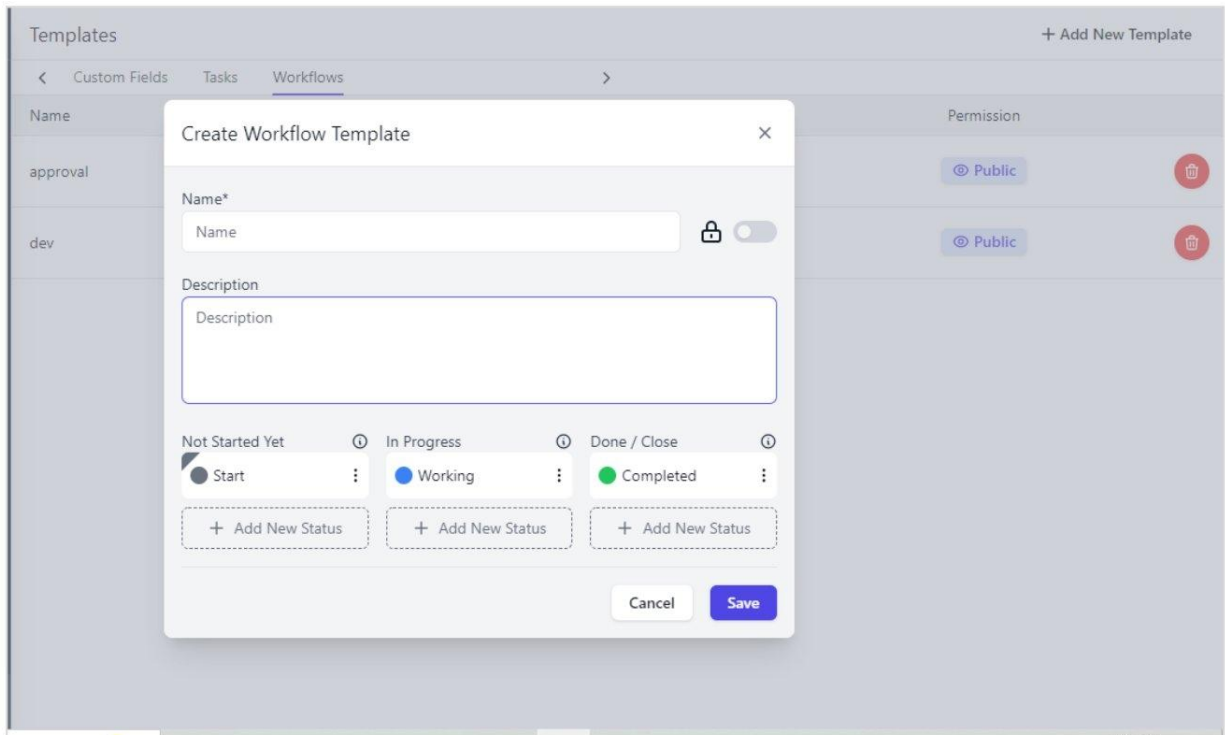 Templates
+ Add New Template
Custom Fields Tasks Workflows
Name Permission
Create Workflow Template
approval Public
Name*
Name
dev Public
Description
Description
Not Started Yet In Progress Done / Close
Start Working Completed
+ Add New Status + Add New Status + Add New Status
Cancel Save